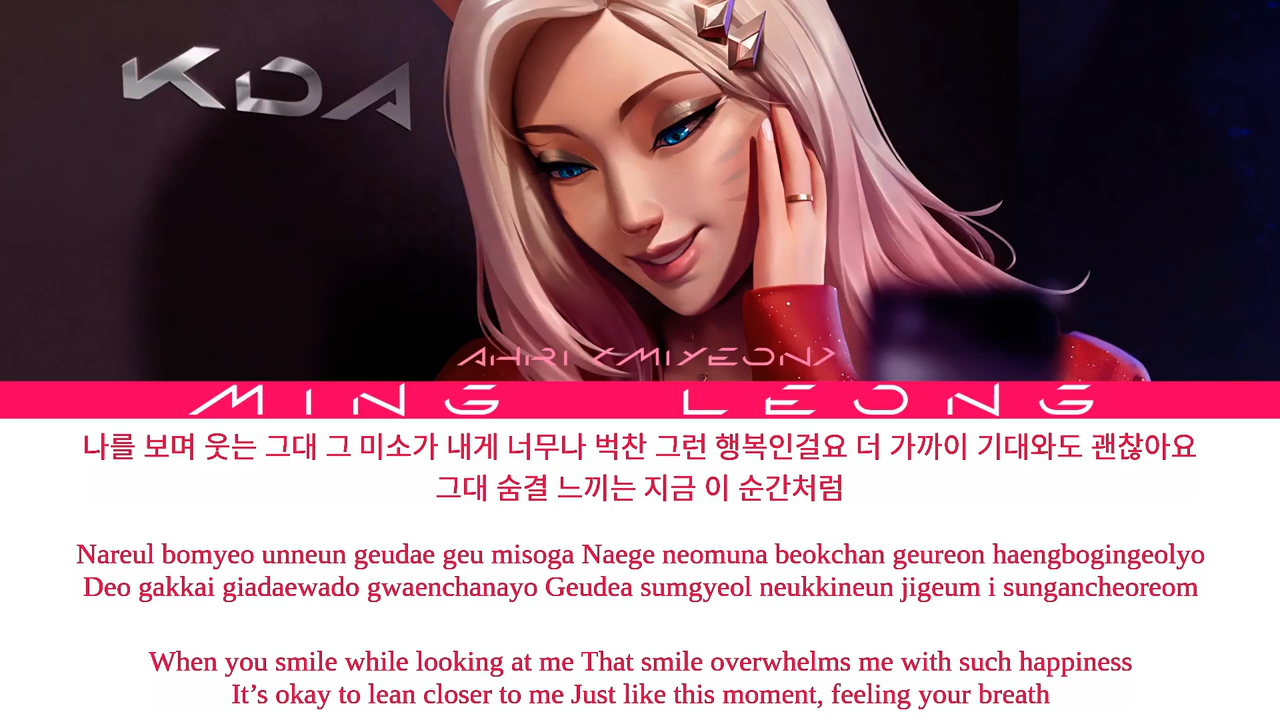 KDA
AHRI <MIYEON>
MING LEONG
나를 보며 웃는 그대 그 미소가 내게 너무나 벅찬 그런 행복인걸요 더 가까이 기대와도 괜찮아요
그대 숨결 느끼는 지금 이 순간처럼
Nareul bomyeo unneun geudae geu misoga Naege neomuna beokchan geureon haengbogingeolyo
Deo gakkai giadaewado gwaenchanayo Geudea sumgyeol neukkineun jigeum i sungancheoreom
When you smile while looking at me That smile overwhelms me with such happiness
It’s okay to lean closer to me Just like this moment, feeling your breath